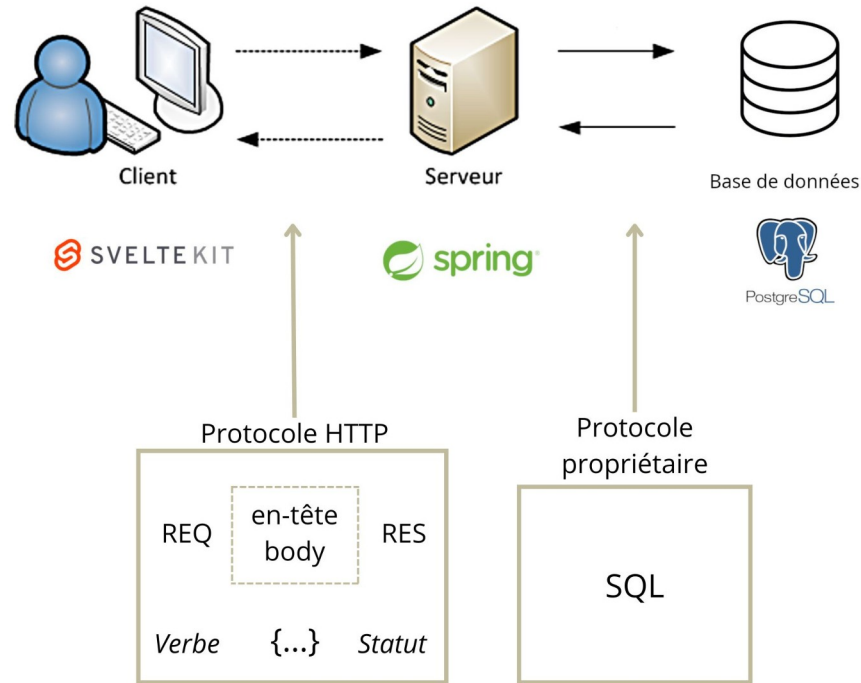 Client
Serveur
Base de données
SVELTEKIT
spring
PostgreSQL
Protocole HTTP
Protocole
propriétaire
REQ
en-tête
body
RES
SQL
Verbe
{...}
Statut